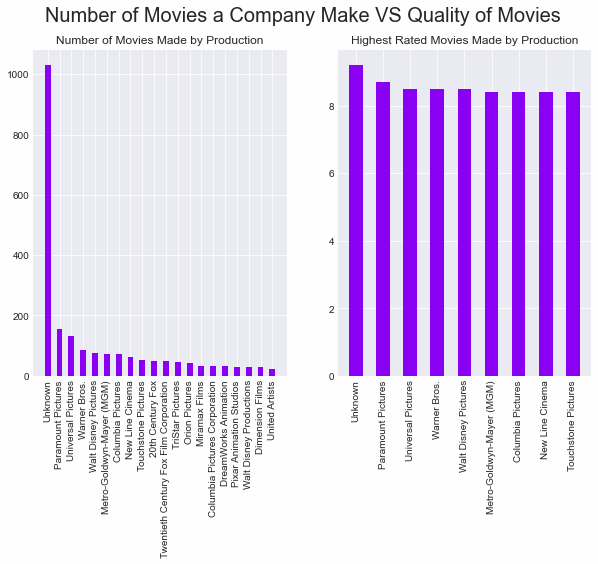 Number of Movies a Company Make VS Quality of Movies
Number of Movies Made by Production
1000
800
600
400
200
0
Unknown
Paramount Pictures
Universal Pictures
Warner Bros.
Walt Disney Pictures
Metro-Goldwyn-Mayer (MGM)
Columbia Pictures
New Line Cinema
Touchstone Pictures
20th Century Fox
Twentieth Century Fox Film Corporation
TriStar Pictures
Orion Pictures
Miramax Films
Columbia Pictures Corporation
DreamWorks Animation
Pixar Animation Studios
Walt Disney Productions
Dimension Films
United Artists
Highest Rated Movies Made by Production
8
6
4
2
0
Unknown
Paramount Pictures
Universal Pictures
Warner Bros.
Walt Disney Pictures
Metro-Goldwyn-Mayer (MGM)
Columbia Pictures
New Line Cinema
Touchstone Pictures